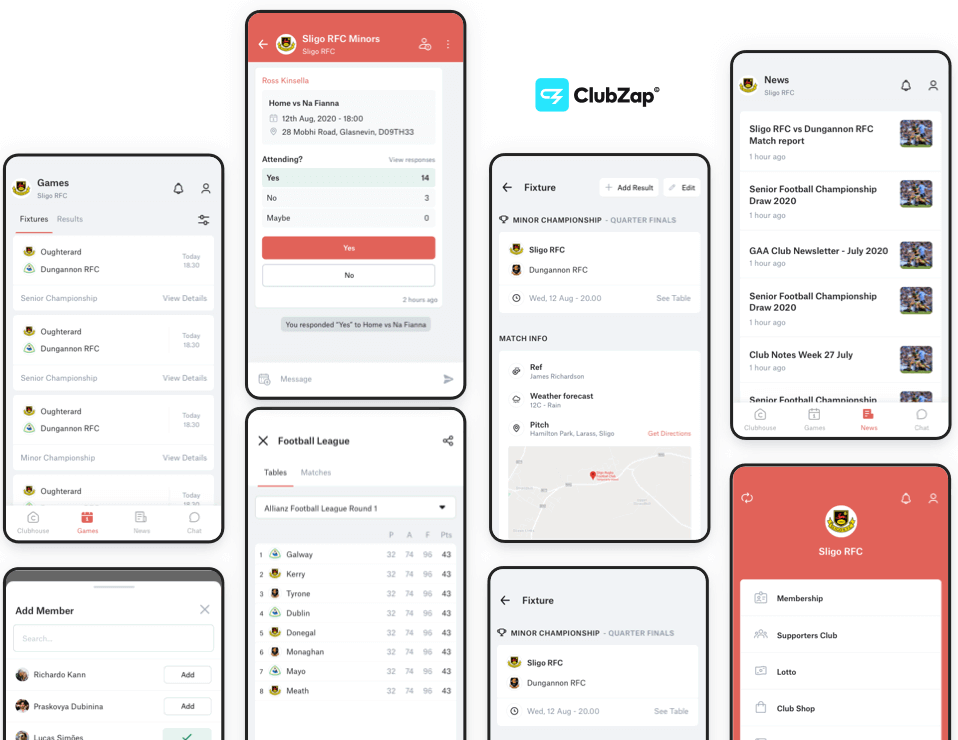 Sligo RFC Minors
Sligo RFC
Ross Kinsella
Home vs Na Fianna
12th Aug, 2020 - 18:00
28 Mobhi Road, Glasnevin, D09TH33
Attending?
View responses
Yes
14
No
3
Maybe
0
Yes
No
2 hours ago
You responded "Yes" to Home vs Na Fianna
Message
ClubZap
News
Sligo RFC
Sligo RFC vs Dungannon RFC
Match report
1 hour ago
Senior Football Championship
Draw 2020
1 hour ago
GAA Club Newsletter - July 2020
1 hour ago
Senior Football Championship
Draw 2020
1 hour ago
Club Notes Week 27 July
1 hour ago
Senior Football Championship
Clubhouse
Games
News
Chat
Games
Sligo RFC
Fixtures
Results
Oughterard
Dungannon RFC
Today
18.30
Senior Championship
View Details
Oughterard
Dungannon RFC
Today
18.30
Senior Championship
View Details
Oughterard
Dungannon RFC
Today
18.30
Minor Championship
View Details
Oughterard
Today
Clubhouse
Games
News
Chat
Fixture
Add Result
Edit
MINOR CHAMPIONSHIP - QUARTER FINALS
Sligo RFC
Dungannon RFC
Wed, 12 Aug - 20.00
See Table
MATCH INFO
Ref
James Richardson
Weather forecast
12C - Rain
Pitch
Hamilton Park, Larass, Sligo
Get Directions
Football League
Tables
Matches
Allianz Football League Round 1
P A F Pts
1 Galway 32 74 96 43
2 Kerry 32 74 96 43
3 Tyrone 32 74 96 43
4 Dublin 32 74 96 43
5 Donegal 32 74 96 43
6 Monaghan 32 74 96 43
7 Mayo 32 74 96 43
8 Meath 32 74 96 43
Add Member
Search...
Richardo Kann
Add
Praskovya Dubinina
Add
Lucas Simões
Fixture
MINOR CHAMPIONSHIP - QUARTER FINALS
Sligo RFC
Dungannon RFC
Wed, 12 Aug - 20.00
See Table
Sligo RFC
Membership
Supporters Club
Lotto
Club Shop